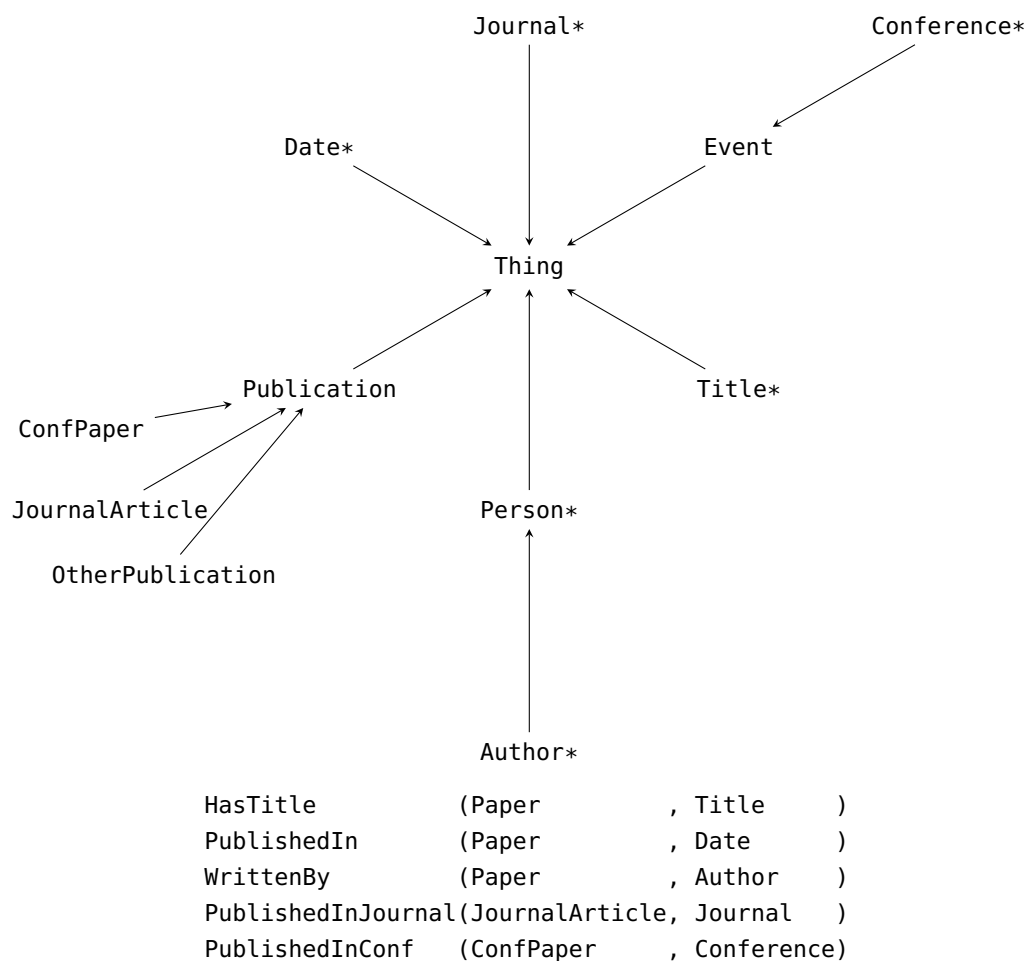 Journal*
Conference*
Date*
Event
Thing
Publication
Title*
ConfPaper
JournalArticle
Person*
OtherPublication
Author*
HasTitle (Paper , Title )
PublishedIn (Paper , Date )
WrittenBy (Paper , Author )
PublishedInJournal(JournalArticle, Journal )
PublishedInConf (ConfPaper , Conference)